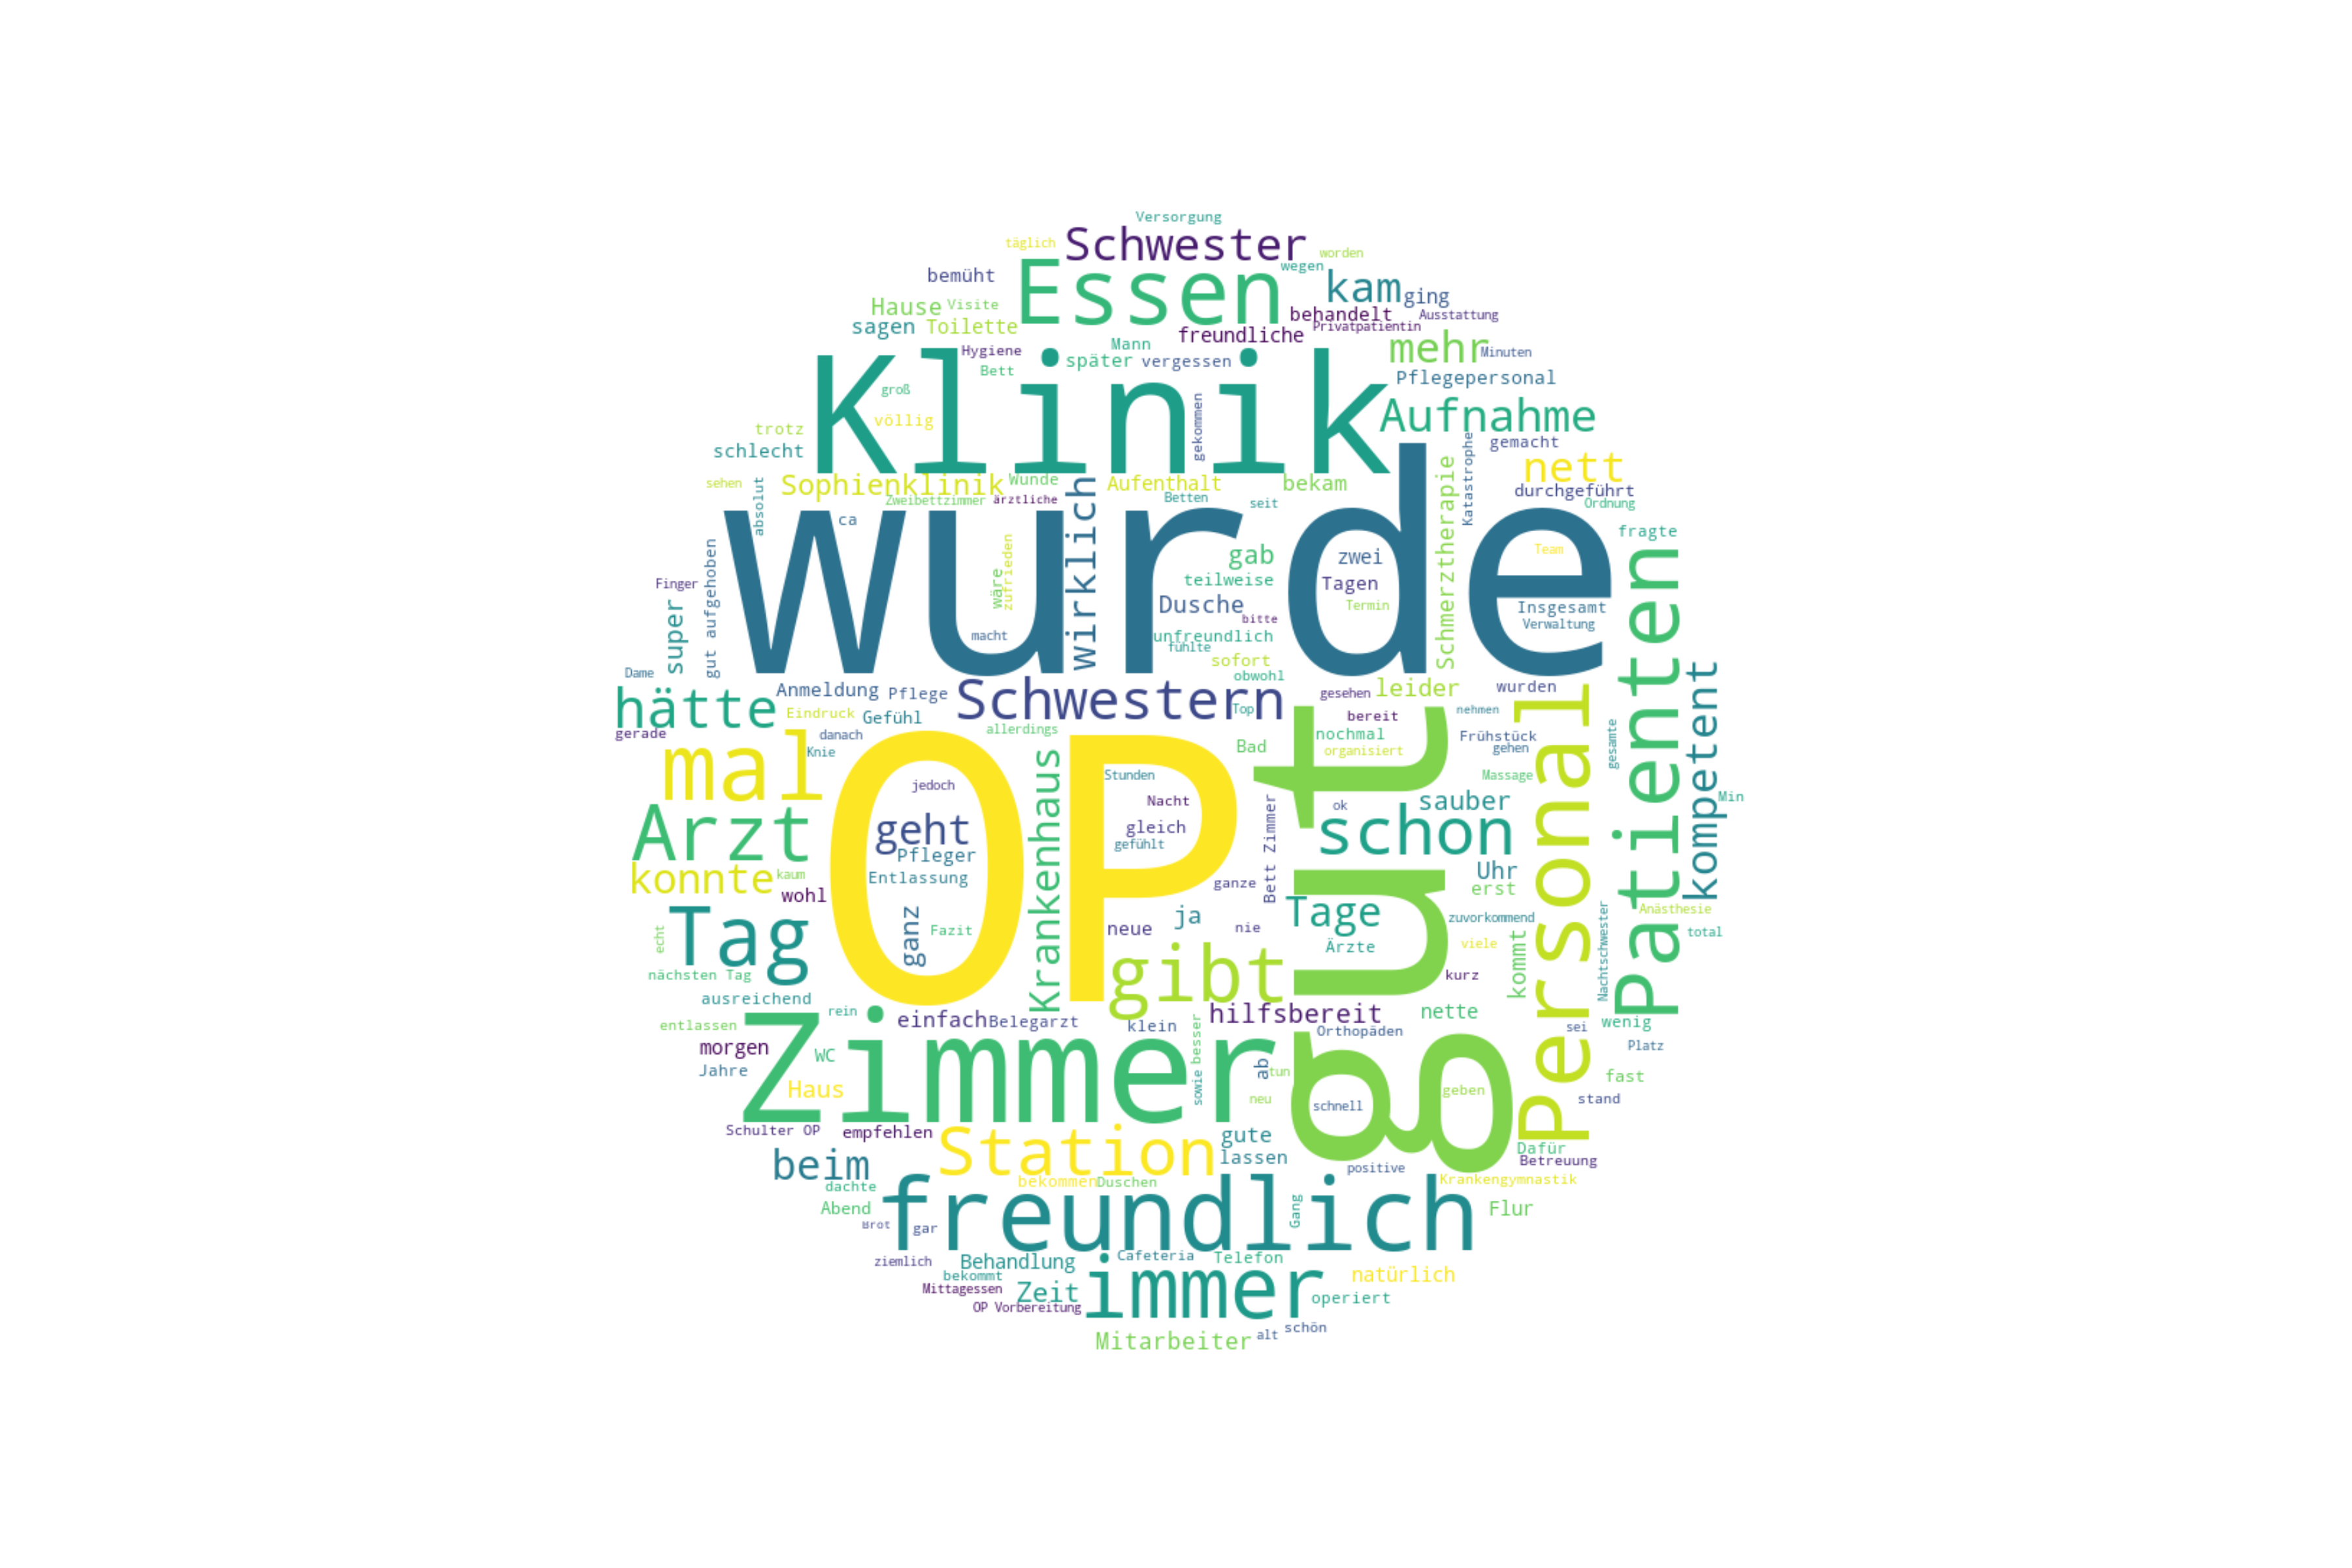 Versorgung
täglich
Schwester
worden
bemüht
Essen
wegen
kam
ging
Hause
Visite
behandelt
Ausstattung
sagen
Toilette
freundliche
Privatpatientin
Hygiene
Mann
mehr
Minuten
Bett
später
vergessen
Pflegepersonal
Klinik
groß
völlig
gekommen
Aufnahme
trotz
schlecht
Katastrophe
gemacht
sehen
absolut
Sophienklinik
Wunde
Aufenthalt
bekam
nett
Zweibettzimmer
ärztliche
wirklich
Betten
seit
Schmerztherapie
durchgeführt
Ordnung
wurde
ca
fragte
gut aufgehoben
zufrieden
wäre
gab
zwei
Team
Patienten
Finger
teilweise
Tagen
super
Dusche
Termin
Insgesamt
bitte
Verwaltung
macht
unfreundlich
fühlte
sofort
Dame
obwohl
hätte
Anmeldung
Pflege
Schwestern
gesehen
leider
wurden
kompetent
Eindruck
Gefühl
Top
bereit
nehmen
Personal
gerade
danach
allerdings
nochmal
Frühstück
gesamte
mal
Knie
Bad
organisiert
gehen
OP
jedoch
Krankenhaus
Stunden
gut
Massage
Nacht
ok
sauber
Min
Arzt
geht
gleich
Bett Zimmer
schon
Pfleger
gefühlt
konnte
kaum
Entlassung
Uhr
wohl
ganze
erst
Tag
ganz
Tage
zuvorkommend
Nachtschwester
Anästhesie
echt
Fazit
neue
ja
nie
Ärzte
viele
total
nächsten Tag
gibt
kommt
kurz
ausreichend
rein
hilfsbereit
nette
entlassen
einfach
Belegarzt
klein
Orthopäden
sei
wenig
morgen
WC
Zimmer
sowie besser
ab
Platz
Jahre
tun
fast
Haus
neu
schnell
geben
stand
Schulter OP
empfehlen
Station
gute
Dafür
beim
lassen
positive
Betreuung
dachte
bekommen
Duschen
Krankengymnastik
Abend
freundlich
Gang
Flur
Brot
gar
ziemlich
Behandlung
Cafeteria
Telefon
bekommt
immer
natürlich
Mittagessen
Zeit
operiert
OP Vorbereitung
Mitarbeiter
alt
schön